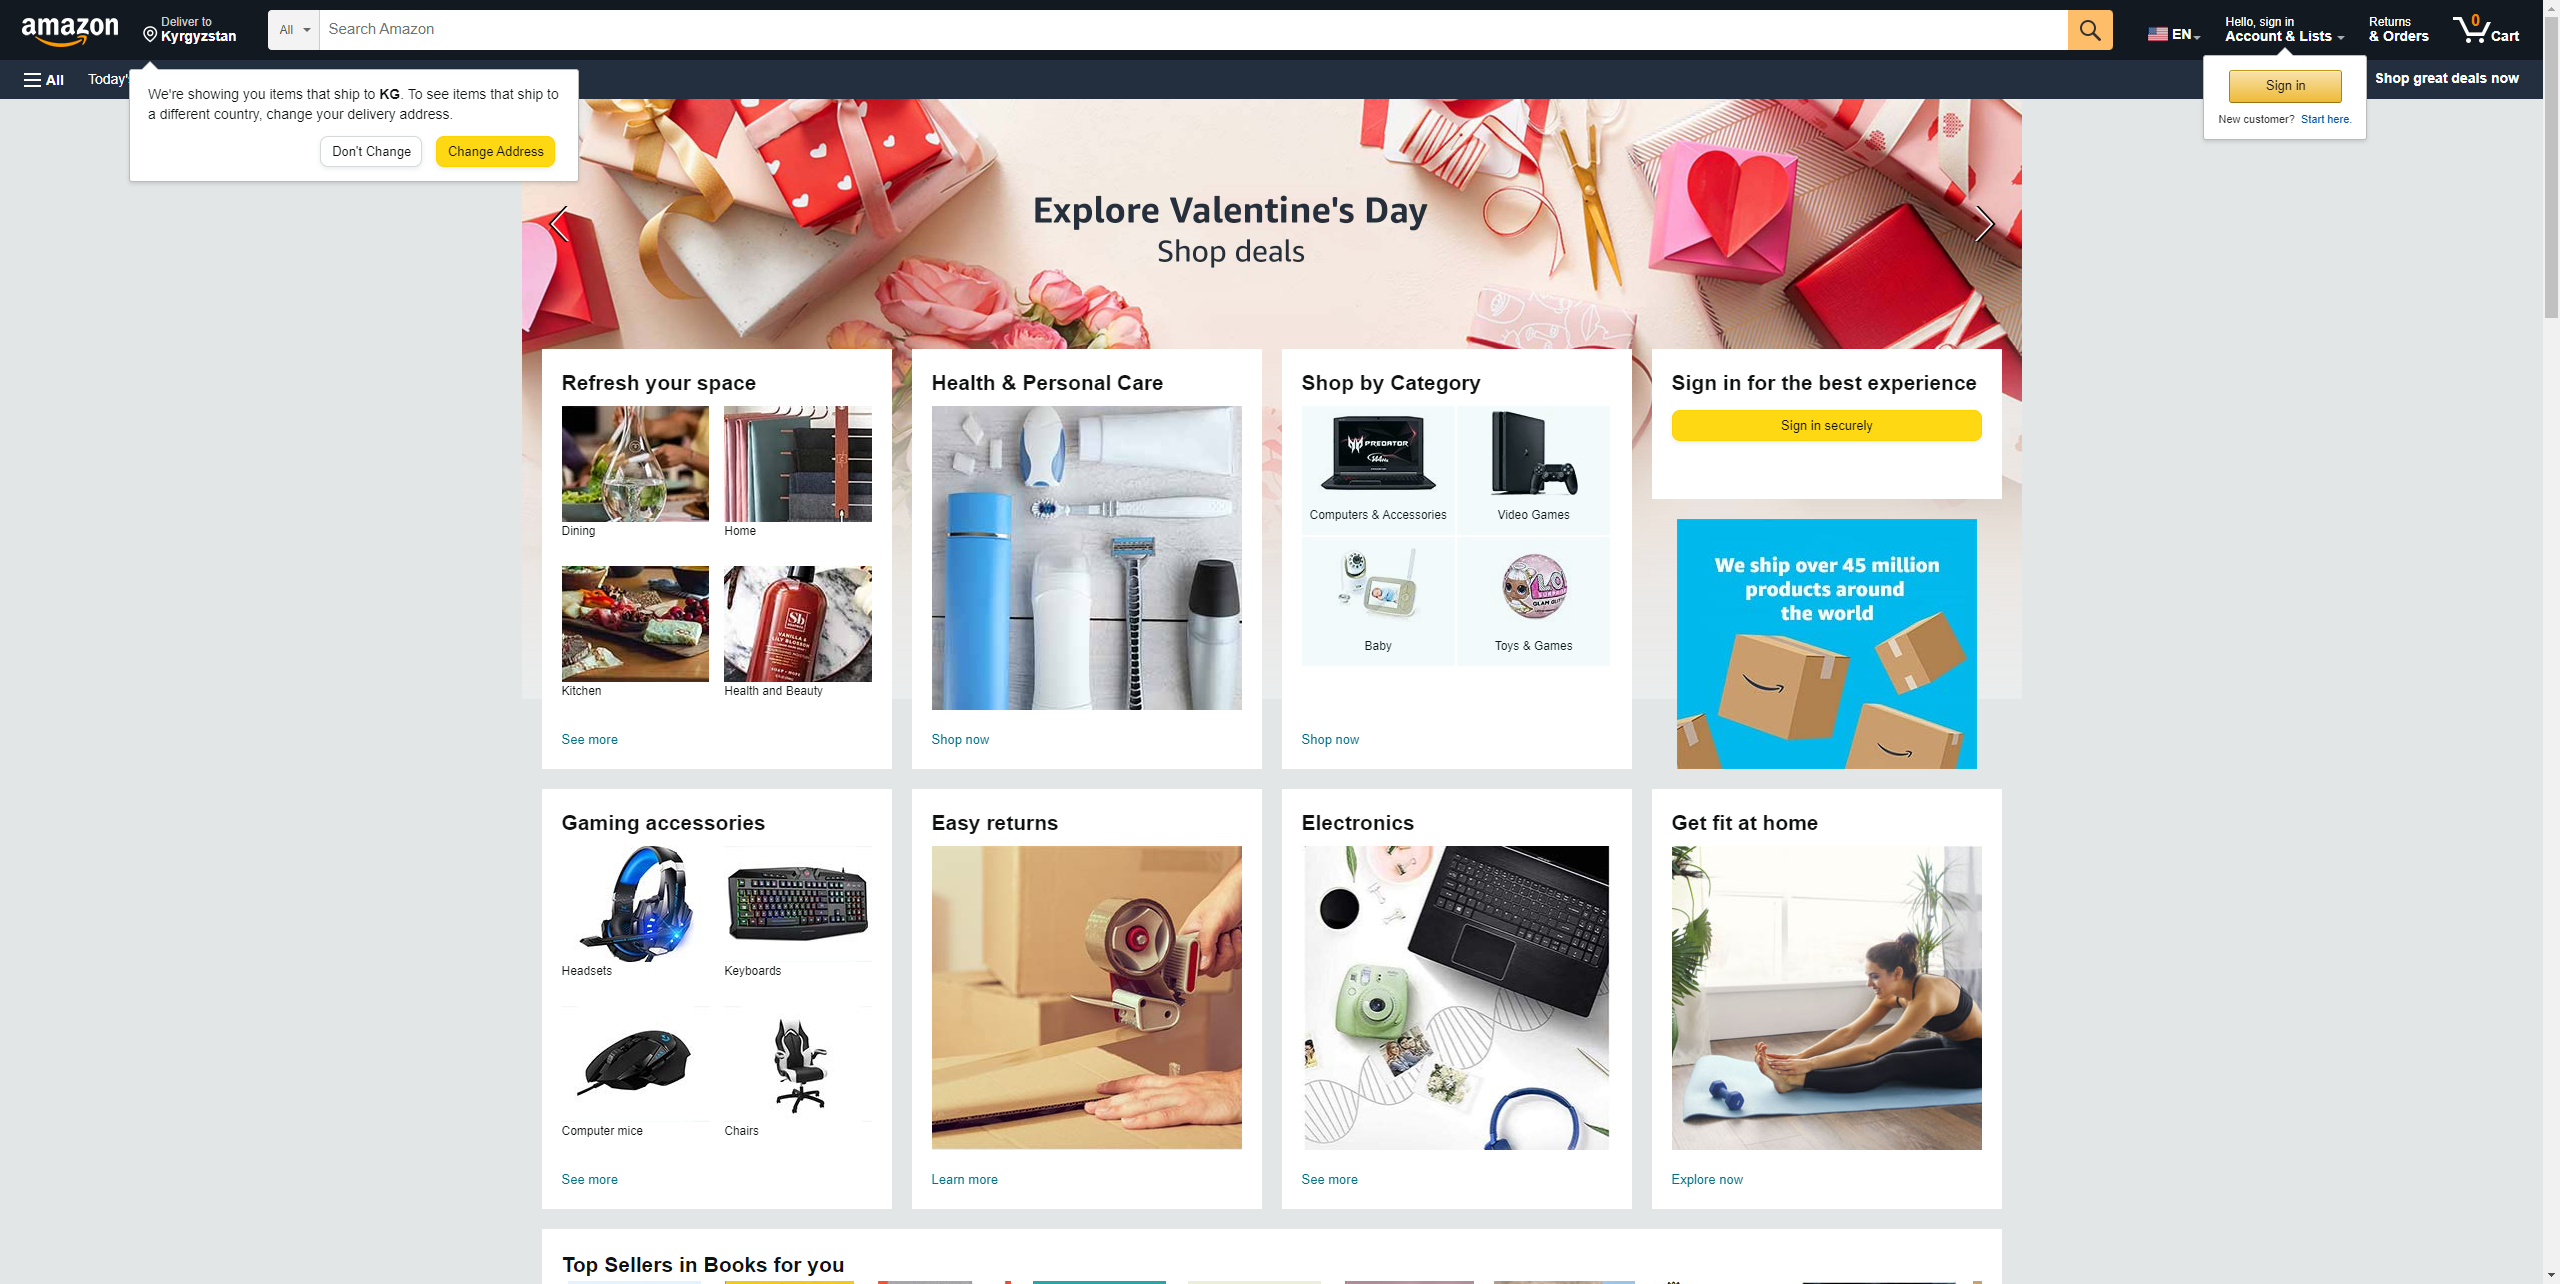 amazon
Deliver to
Kyrgyzstan
All
Search Amazon
EN
Hello, sign in
Account & Lists
Returns
& Orders
0
Cart
All
Today's
Shop great deals now
We're showing you items that ship to KG. To see items that ship to
a different country, change your delivery address.
Don't Change
Change Address
Sign in
New customer? Start here.
Explore Valentine's Day
Shop deals
Refresh your space
Dining
Home
Kitchen
Health and Beauty
See more
Health & Personal Care
Shop now
Shop by Category
PREDATOR
Computers & Accessories
Video Games
Baby
Toys & Games
Shop now
Sign in for the best experience
Sign in securely
We ship over 45 million
products around
the world
Gaming accessories
Headsets
Keyboards
Computer mice
Chairs
See more
Easy returns
Learn more
Electronics
See more
Get fit at home
Explore now
Top Sellers in Books for you